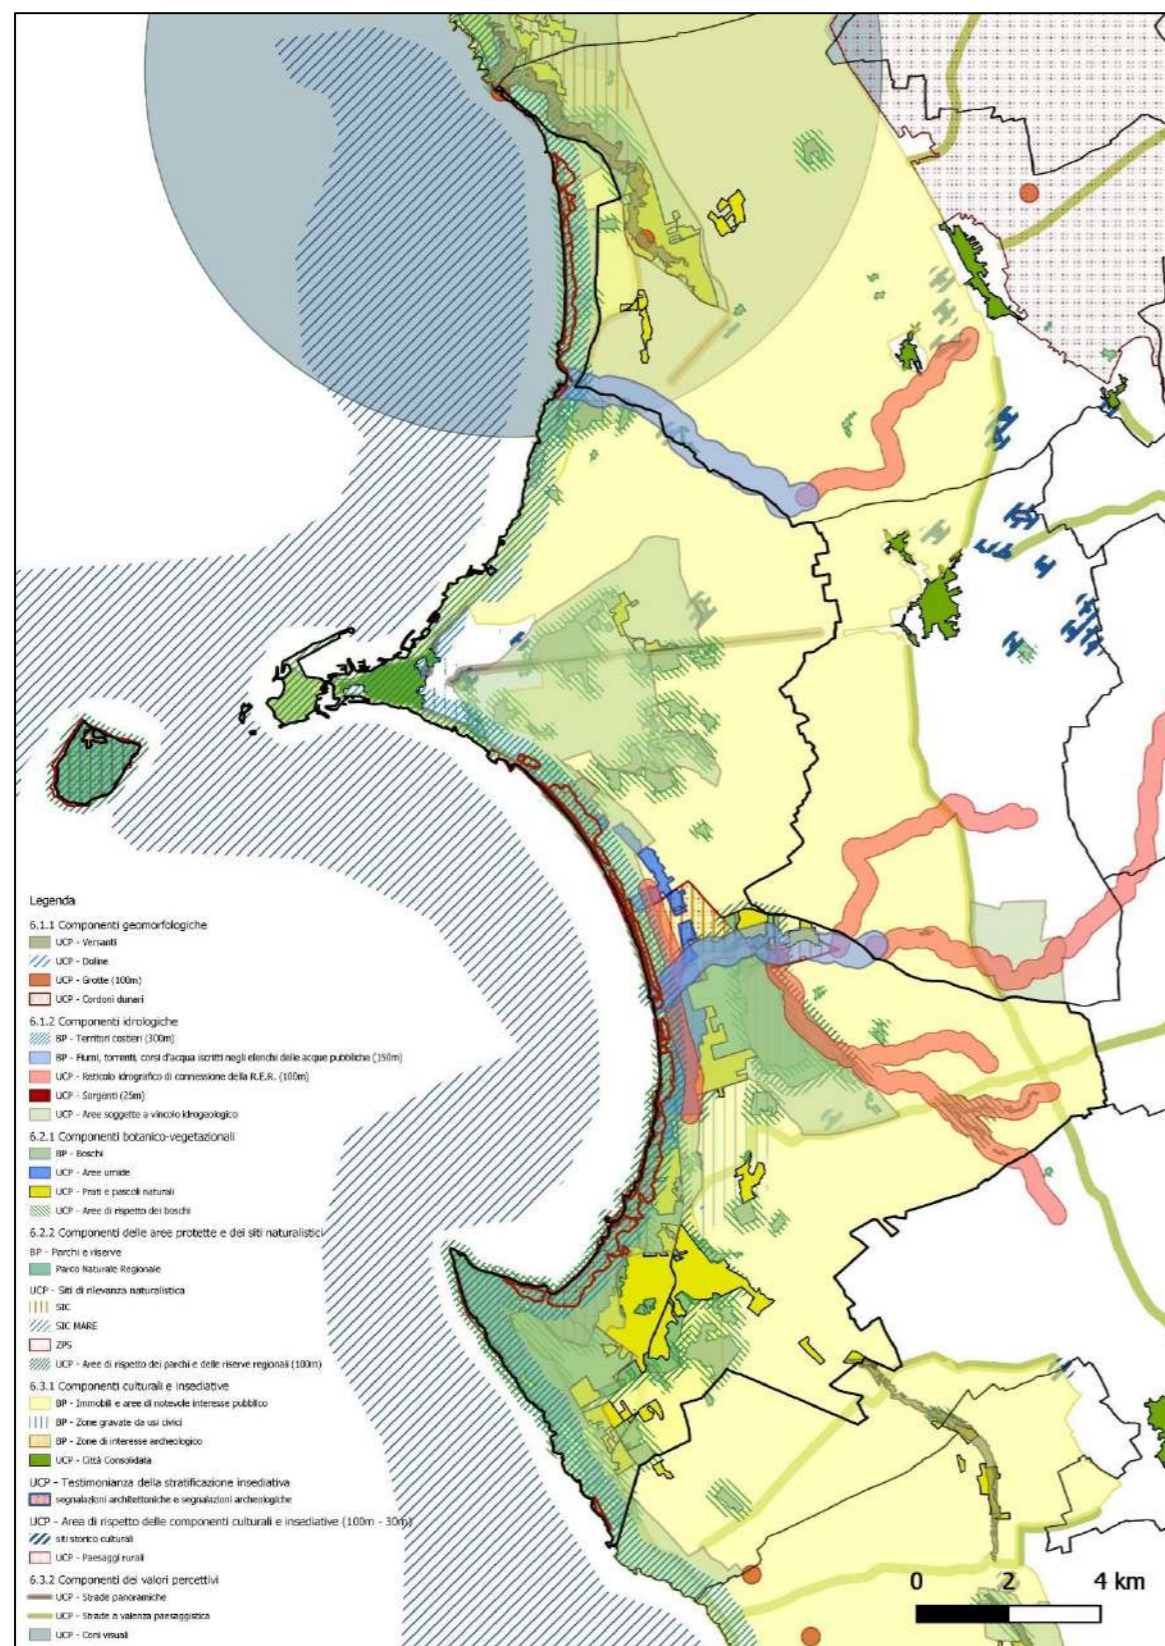 Legenda
6.1.1 Componenti geomorfologiche
UCP - Versanti
UCP - Doline
UCP - Grotte (100m)
UCP - Cordoni dunari
6.1.2 Componenti idrologiche
BP - Territori costieri (300m)
BP - Fiumi, torrenti, corsi d'acqua iscritti negli elenchi delle acque pubbliche (150m)
UCP - Reticolo idrografico di connessione della R.E.R. (100m)
UCP - Sorgenti (25m)
UCP - Aree soggette a vincolo idrogeologico
6.2.1 Componenti botanico-vegetazionali
BP - Boschi
UCP - Aree umide
UCP - Prati e pascoli naturali
UCP - Aree di rispetto dei boschi
6.2.2 Componenti delle aree protette e dei siti naturalistici
BP - Parchi e riserve
Parco Naturale Regionale
UCP - Siti di rilevanza naturalistica
SIC
SIC MARE
ZPS
UCP - Aree di rispetto dei parchi e delle riserve regionali (100m)
6.3.1 Componenti culturali e insediative
BP - Immobili e aree di notevole interesse pubblico
BP - Zone gravate da usi civici
BP - Zone di interesse archeologico
UCP - Città Consolidata
UCP - Testimonianza della stratificazione insediativa
segnalazioni architettoniche e segnalazioni archeologiche
UCP - Area di rispetto delle componenti culturali e insediative (100m - 30m)
siti storico culturali
UCP - Paesaggi rurali
6.3.2 Componenti dei valori percettivi
UCP - Strade panoramiche
UCP - Strade a valenza paesaggistica
UCP - Coni visuali
0 2 4 km